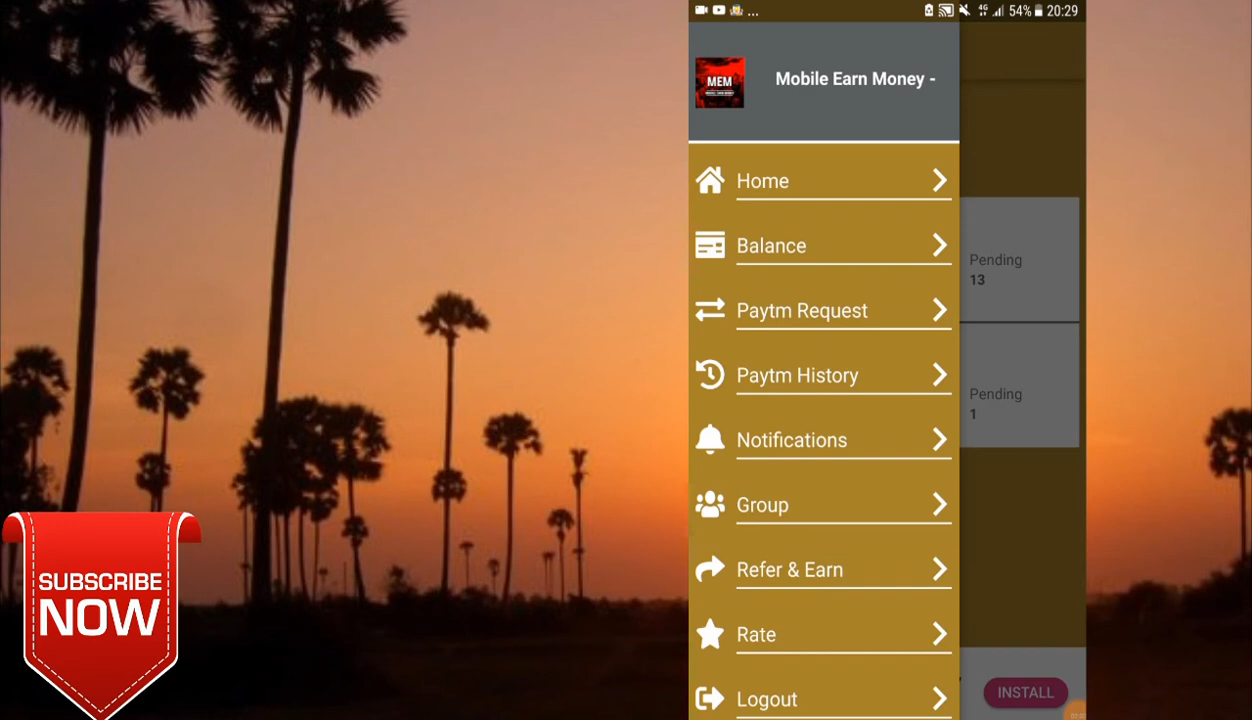 ... 54% 20:29
MEM
Mobile Earn Money -
Home
Balance
Pending
13
Paytm Request
Paytm History
Pending
1
Notifications
Group
Refer & Earn
Rate
Logout
INSTALL
SUBSCRIBE
NOW